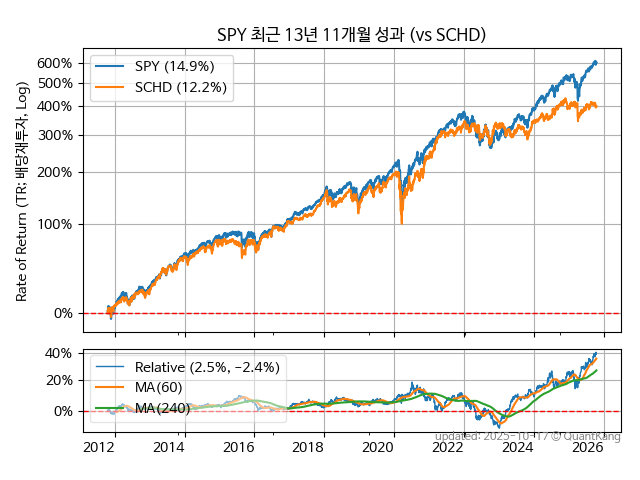 SPY 최근 13년 11개월 성과 (vs SCHD)
Rate of Return (TR; 배당재투자, Log)
600%
500%
400%
300%
200%
100%
0%
SPY (14.9%)
SCHD (12.2%)
40%
20%
0%
Relative (2.5%, −2.4%)
MA(60)
MA(240)
2012 2014 2016 2018 2020 2022 2024 2026
updated: 2025-10-17 © QuantKang